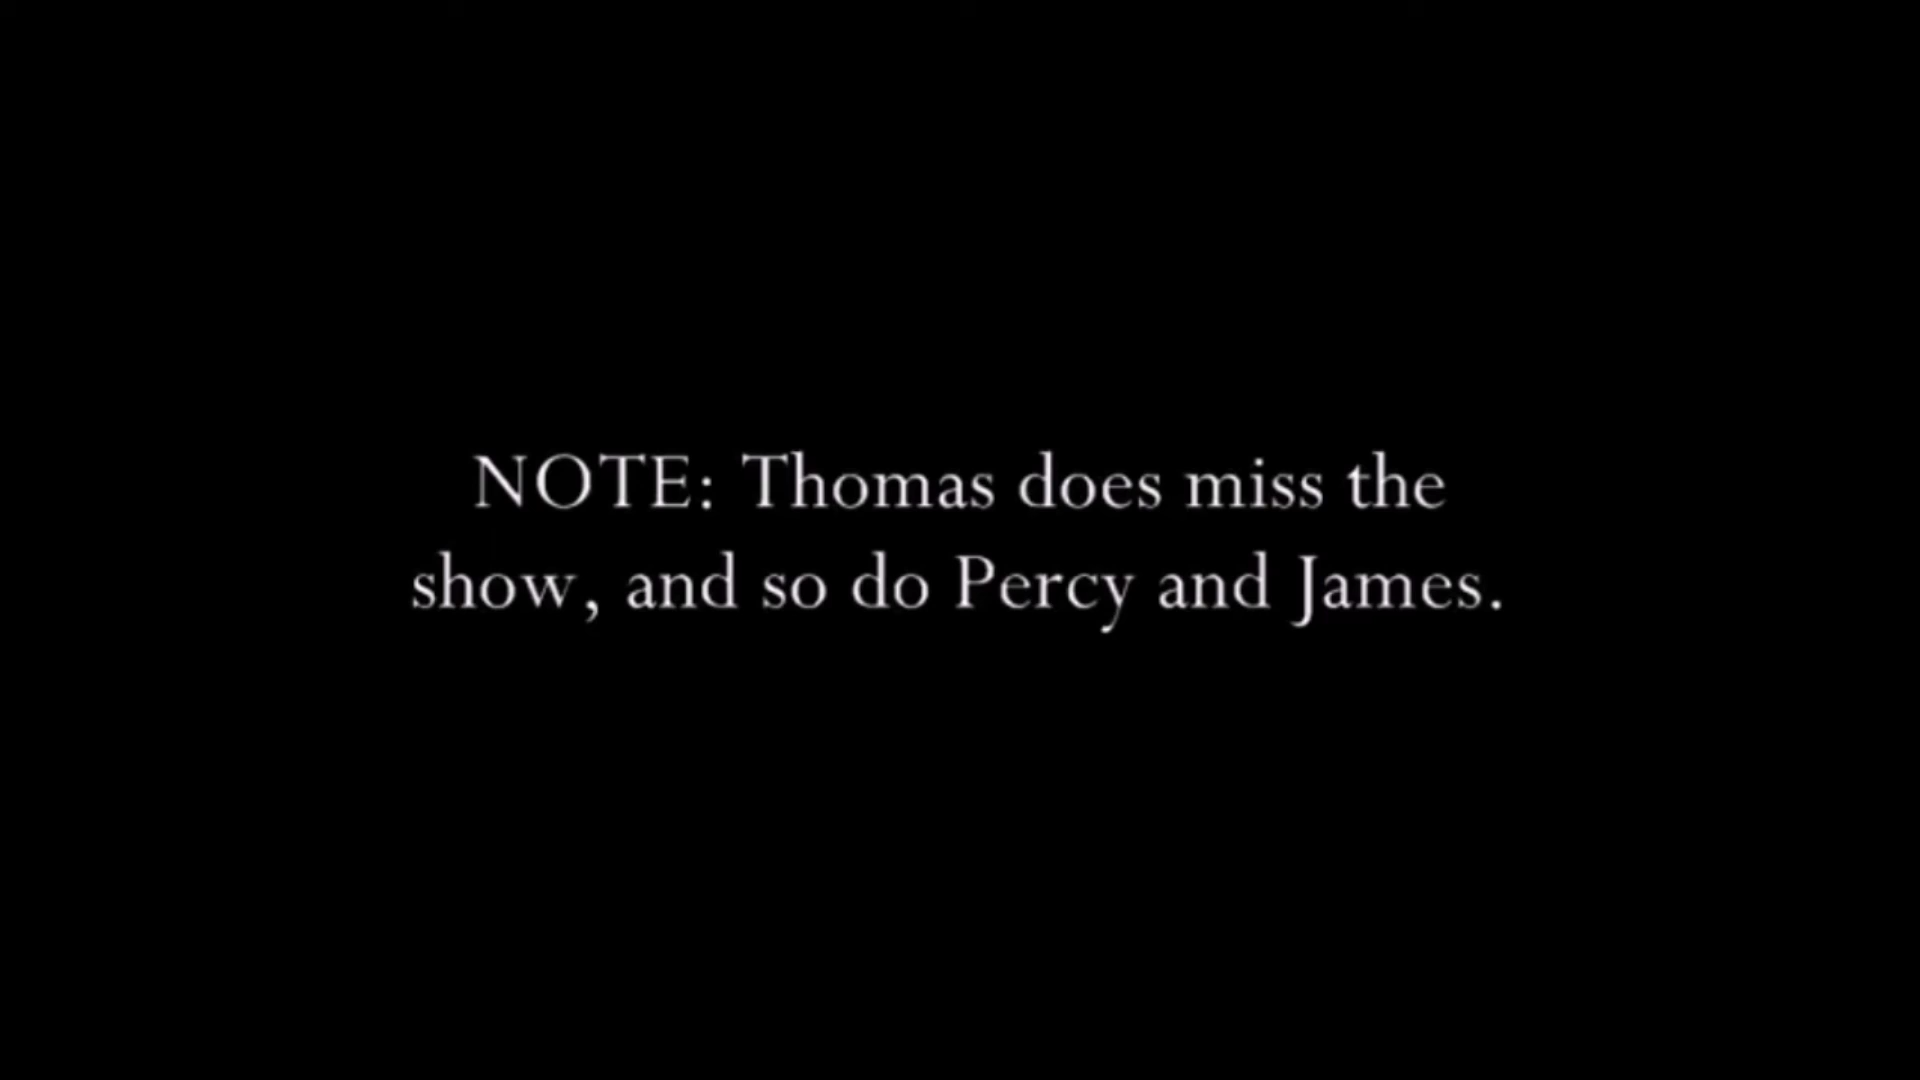 NOTE: Thomas does miss the
show, and so do Percy and James.